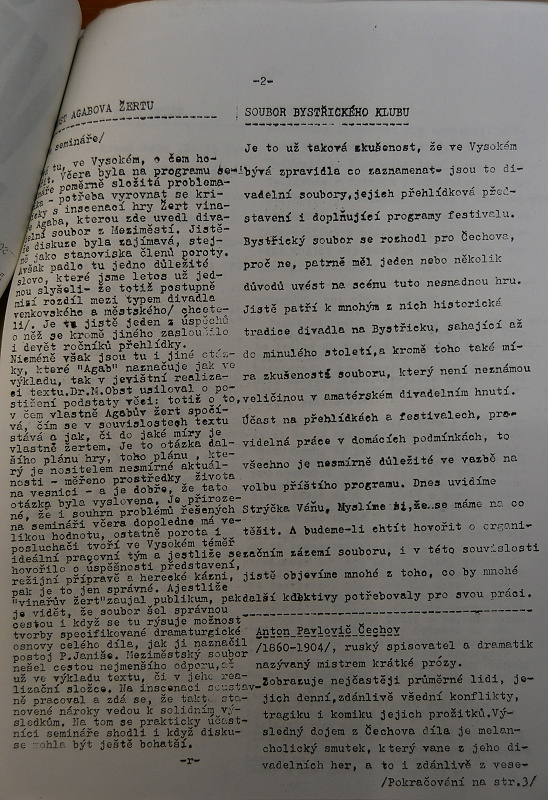 -2-
ST AGABOVA ŽERTU
semináře/
tu, ve Vysokém, o čem ho-
it. Včera byla na programu se-
áře poměrně složitá problema-
ka - potřeba vyrovnat se kri-
icky s inscenací hry Žert vina-
e Agaba, kterou zde uvedl diva-
elní soubor z Meziměstí. Jistě-
e diskuze byla zajímavá, stej-
ně jako stanoviska členů poroty.
Avšak padlo tu jedno důležité
slovo, které jsme letos už jed-
nou slyšeli- že totiž postupně
mizí rozdíl mezi typem divadla
venkovského a městského/ chcete-
li/. Je to jistě jeden z úspěchů
o něž se kromě jiného zasloužilo
i devět ročníků přehlídky.
Nicméně však jsou tu i jiné otáz-
ky, které "Agab" naznačuje jak ve
výkladu, tak v jevištní realiza-
ci textu.Dr.M.Obst usiloval o po-
stižení podstaty věci: totiž o to,
v čem vlastně Agabův žert spočí-
vá, čím se v souvislostech textu
stává a jak, či do jaké míry je
vlastně žertem. Je to otázka dal-
šího plánu hry, toho plánu , kte-
rý je nositelem nesmírné aktuál-
nosti - měřeno prostředky života
na vesnici - a je dobře, že tato
otázka byla vyslovena. Je přiroze-
né, že i souhrn problémů řešených
na semináři včera dopoledne má ve-
likou hodnotu, ostatně porota i
posluchači tvoří ve Vysokém téměř
ideální pracovní tým a jestliže se
hovořilo o úspěšnosti představení,
režijní přípravě a herecké kázni,
pak je to jen správné. Ajestliže
"vinařův žert"zaujal publikum, pak
je vidět, že soubor šel správnou
cestou i když se tu rýsuje možnost
tvorby specifikované dramaturgické
osnovy celého díla, jak ji naznačil
postoj P.Janiše. Meziměstský soubor
nešel cestou nejmenšího odporu,ať
už ve výkladu textu, či v jeho rea-
lizační složce. Na inscenaci soustav-
ně pracoval a zdá se, že takto sta-
novené nároky vedou k solidním vý-
sledkům. Na tom se prakticky účast-
níci semináře shodli i když disku-
se mohla být ještě bohatší.
-r-
SOUBOR BYSTŘICKÉHO KLUBU
Je to už taková zkušenost, že ve Vysokém
bývá zpravidla co zaznamenat- jsou to di-
vadelní soubory,jejich přehlídková před-
stavení i doplňující programy festivalu.
Bystřický soubor se rozhodl pro Čechova,
proč ne, patrně měl jeden nebo několik
důvodů uvést na scénu tuto nesnadnou hru.
Jistě patří k mnohým z nich historická
tradice divadla na Bystřicku, sahající až
do minulého století,a kromě toho také mí-
ra zkušeností souboru, který není neznámou
veličinou v amatérském divadelním hnutí.
Účast na přehlídkách a festivalech, pra-
videlná práce v domácích podmínkách, to
všechno je nesmírně důležité ve vazbě na
volbu příštího programu. Dnes uvidíme
Strýčka Váňu, Myslíme si,že..se máme na co
těšit. A budeme-li chtít hovořit o organi-
začním zázemí souboru, i v této souvislosti
jistě objevíme mnohé z toho, co by mnohé
další kolektivy potřebovaly pro svou práci.
Anton Pavlovič Čechov
/1860-1904/, ruský spisovatel a dramatik
nazývaný mistrem krátké prózy.
Zobrazuje nejčastěji průměrné lidi, je-
jich denní,zdánlivě všední konflikty,
tragiku i komiku jejich prožitků.Vý-
sledný dojem z Čechova díla je melan-
cholický smutek, který vane z jeho di-
vadelních her, a to i zdánlivě z vese-
/Pokračování na str.3/